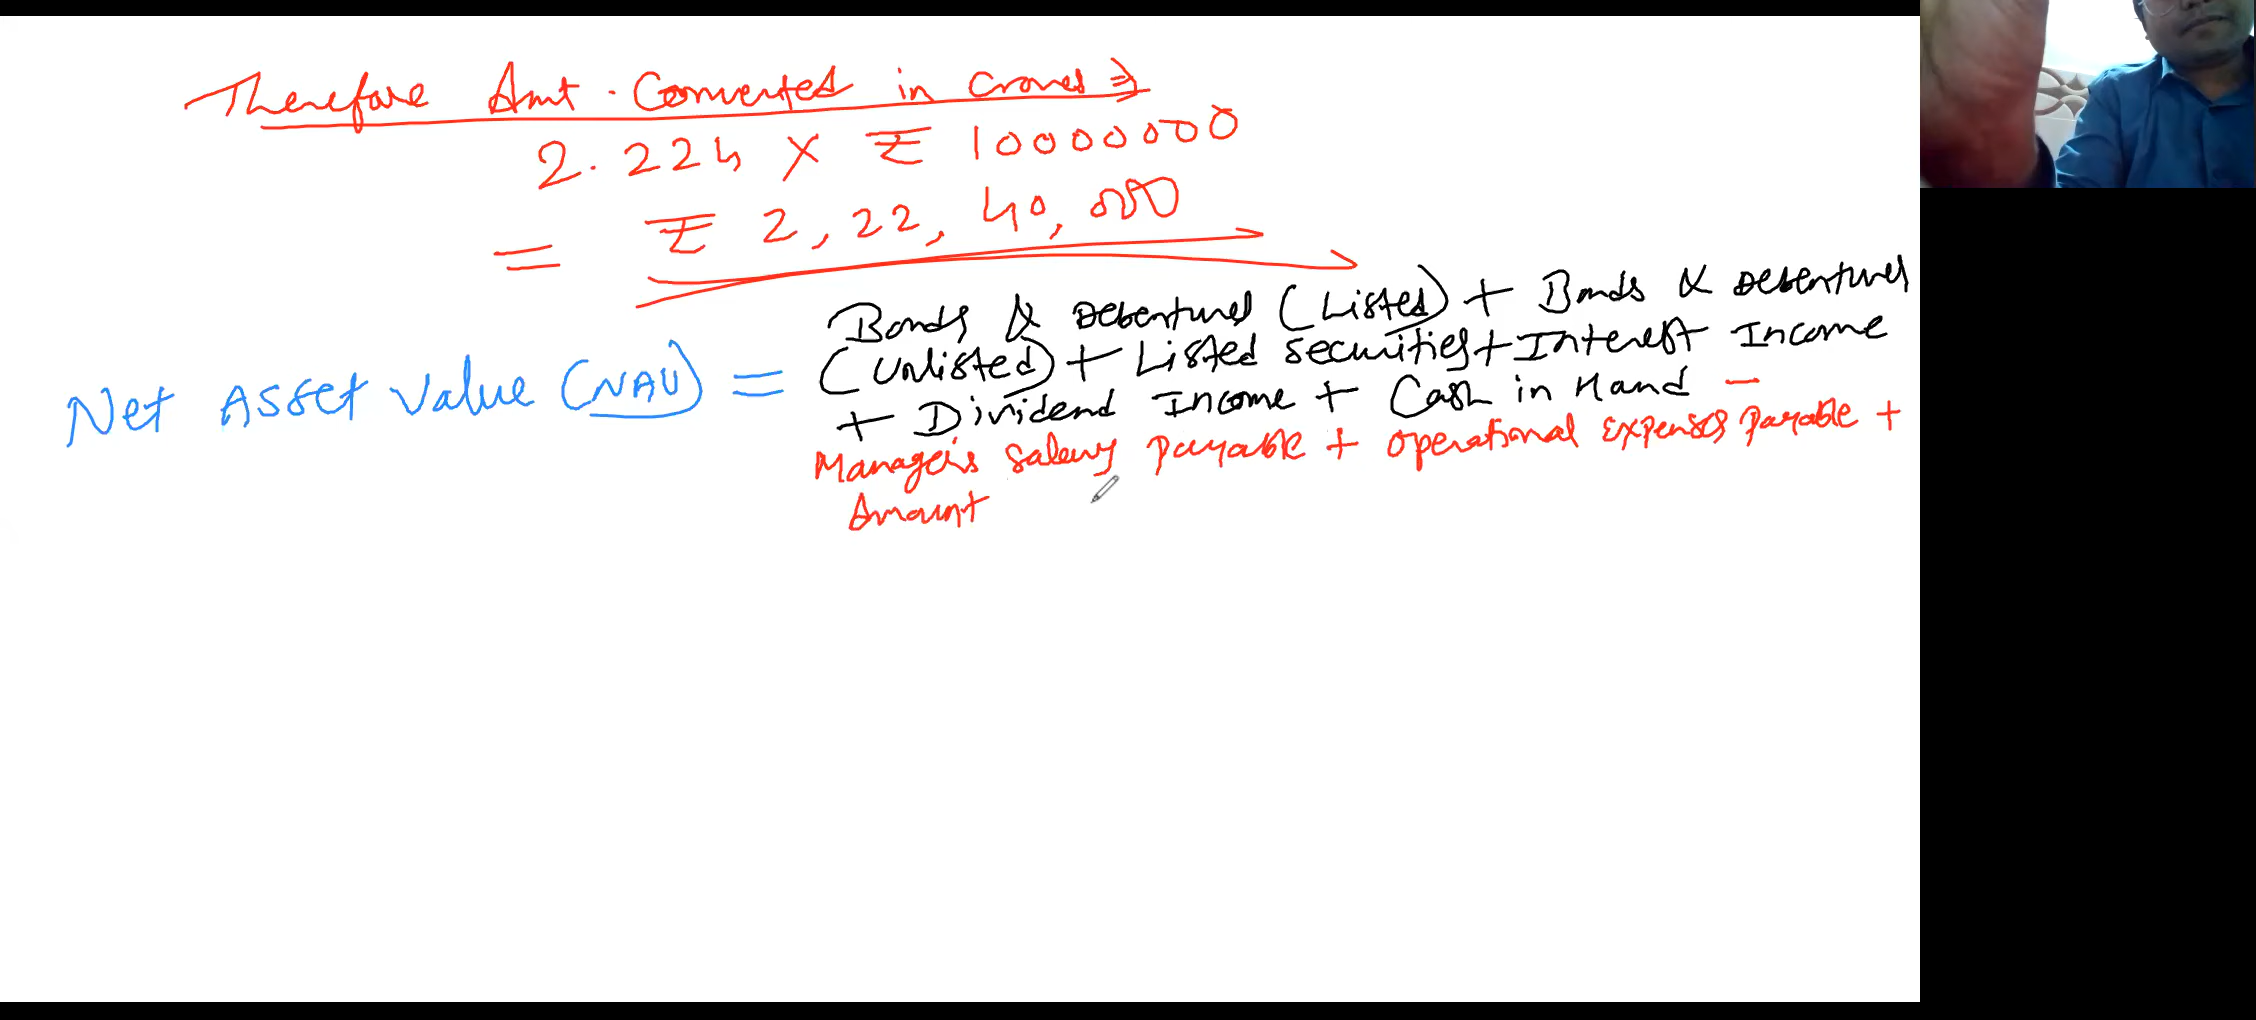 Therefore Amt. Converted in Crores ⇒
2.224 X ₹ 10000000
= ₹ 2,22,40,000
Net Asset Value (NAV) =
Bonds & Debentures (Listed) + Bonds & Debentures
(Unlisted) + Listed securities + Interest Income
+ Dividend Income + Cash in Hand -
Manager's Salary Payable + Operational Expenses Payable +
Amount